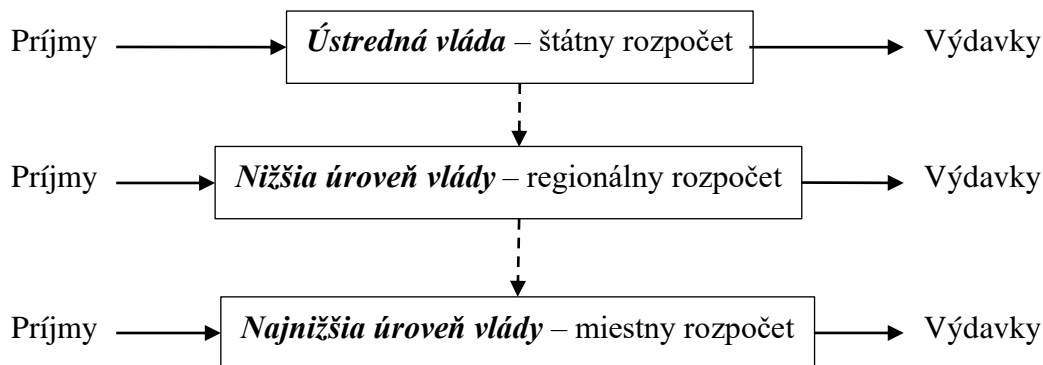 Príjmy Ústredná vláda – štátny rozpočet Výdavky
Príjmy Nižšia úroveň vlády – regionálny rozpočet Výdavky
Príjmy Najnižšia úroveň vlády – miestny rozpočet Výdavky